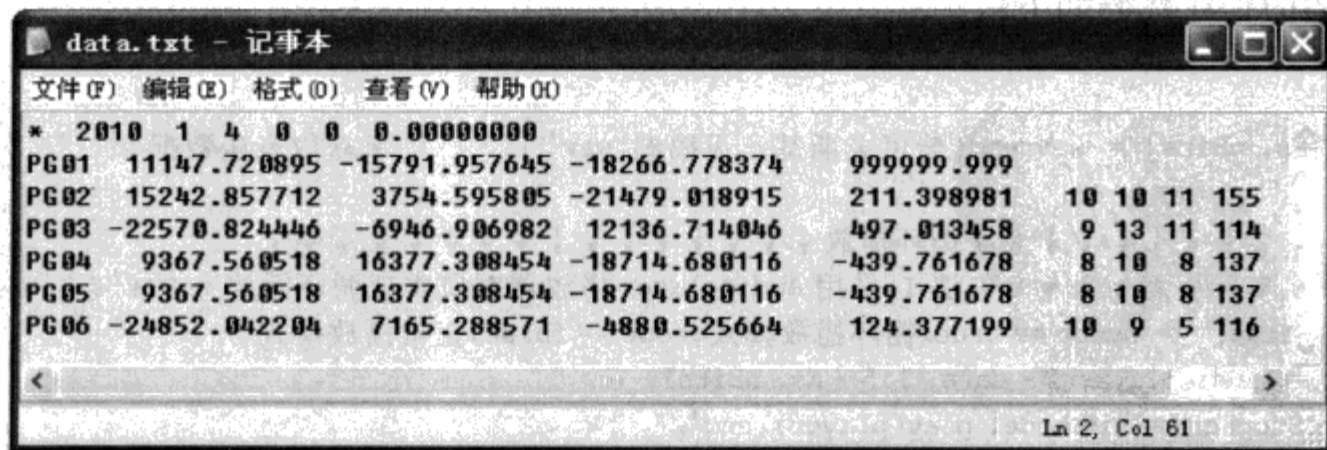 data.txt - 记事本
文件(F) 编辑(E) 格式(O) 查看(V) 帮助(H)
*  2010  1  4  0  0  0.00000000
PG01  11147.720895 -15791.957645 -18266.778374    999999.999
PG02  15242.857712   3754.595805 -21479.018915    211.398981   10 10 11 155
PG03 -22570.824446  -6946.906982  12136.714046    497.013458    9 13 11 114
PG04   9367.560518  16377.308454 -18714.680116   -439.761678    8 10  8 137
PG05   9367.560518  16377.308454 -18714.680116   -439.761678    8 10  8 137
PG06 -24852.042204   7165.288571  -4880.525664    124.377199   10  9  5 116
Ln 2, Col 61